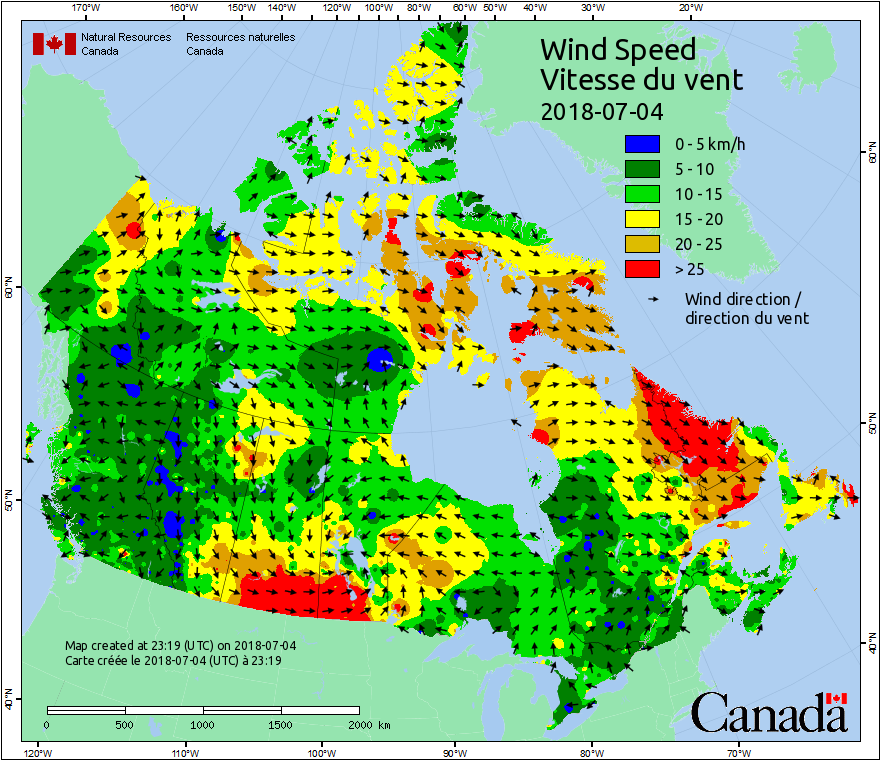 170°W 160°W 150°W 140°W 130°W 120°W 110°W 100°W 80°W 60°W 50°W 40°W 30°W 20°W
Natural Resources Canada
Ressources naturelles Canada
Wind Speed
Vitesse du vent
2018-07-04
0 - 5 km/h
5 - 10
10 - 15
15 - 20
20 - 25
> 25
Wind direction /
direction du vent
60°N
60°N
50°N
50°N
40°N
40°N
Map created at 23:19 (UTC) on 2018-07-04
Carte créée le 2018-07-04 (UTC) à 23:19
0 500 1000 1500 2000 km
Canada
120°W 110°W 100°W 90°W 80°W 70°W